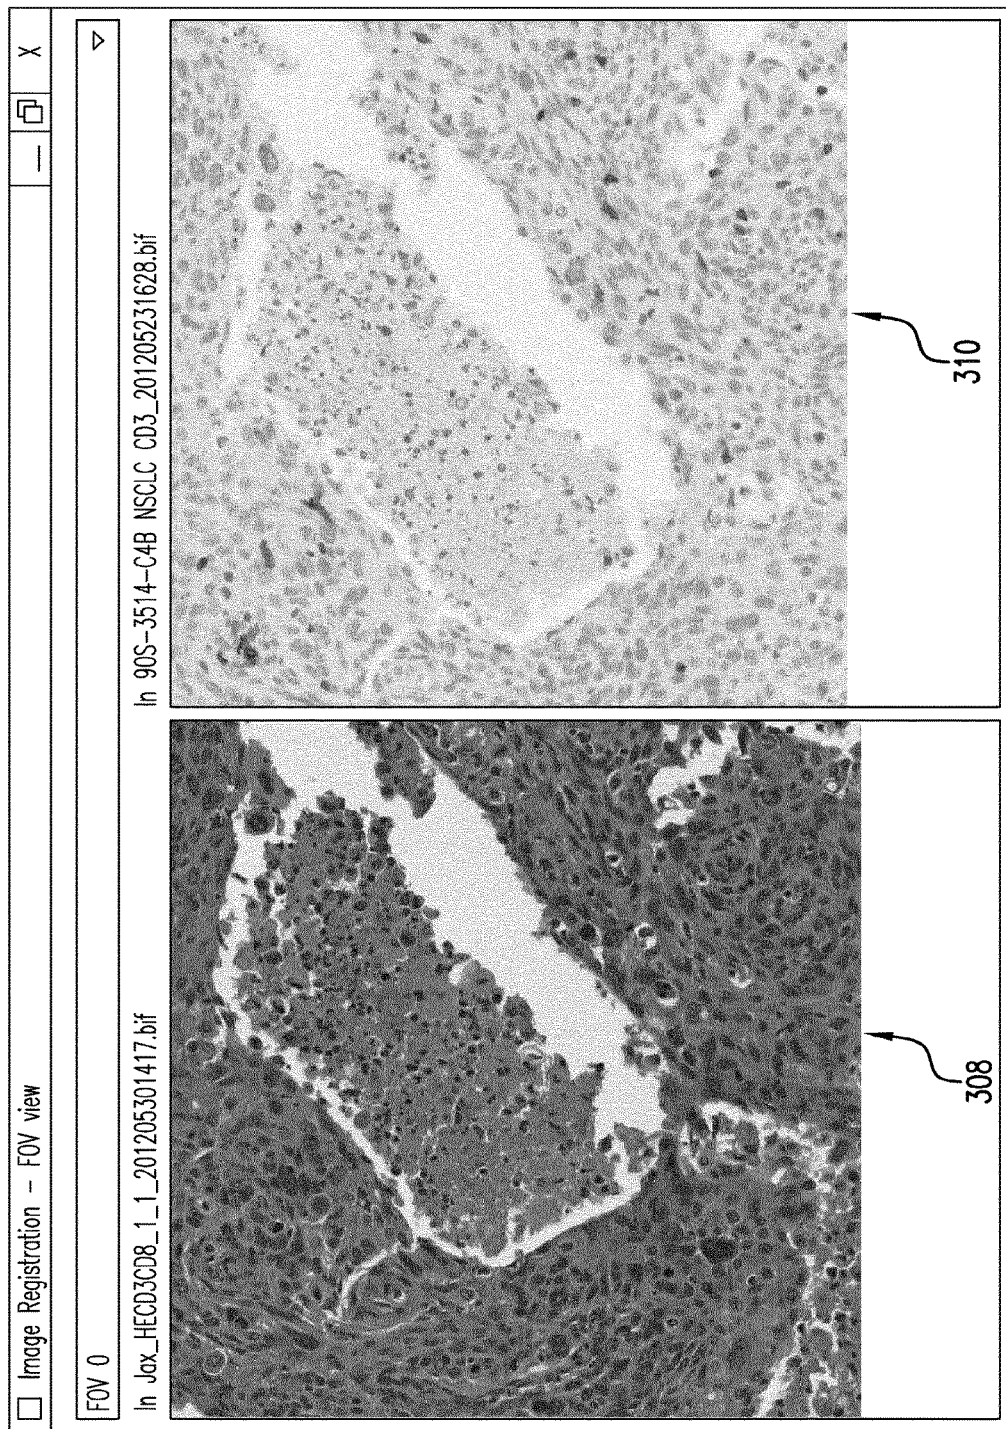 Image Registration - FOV view
FOV 0
In Jax_HECD3CD8_1_1_201205301417.bif
In 90S-3514-C4B NSCLC CD3_201205231628.bif
308
310